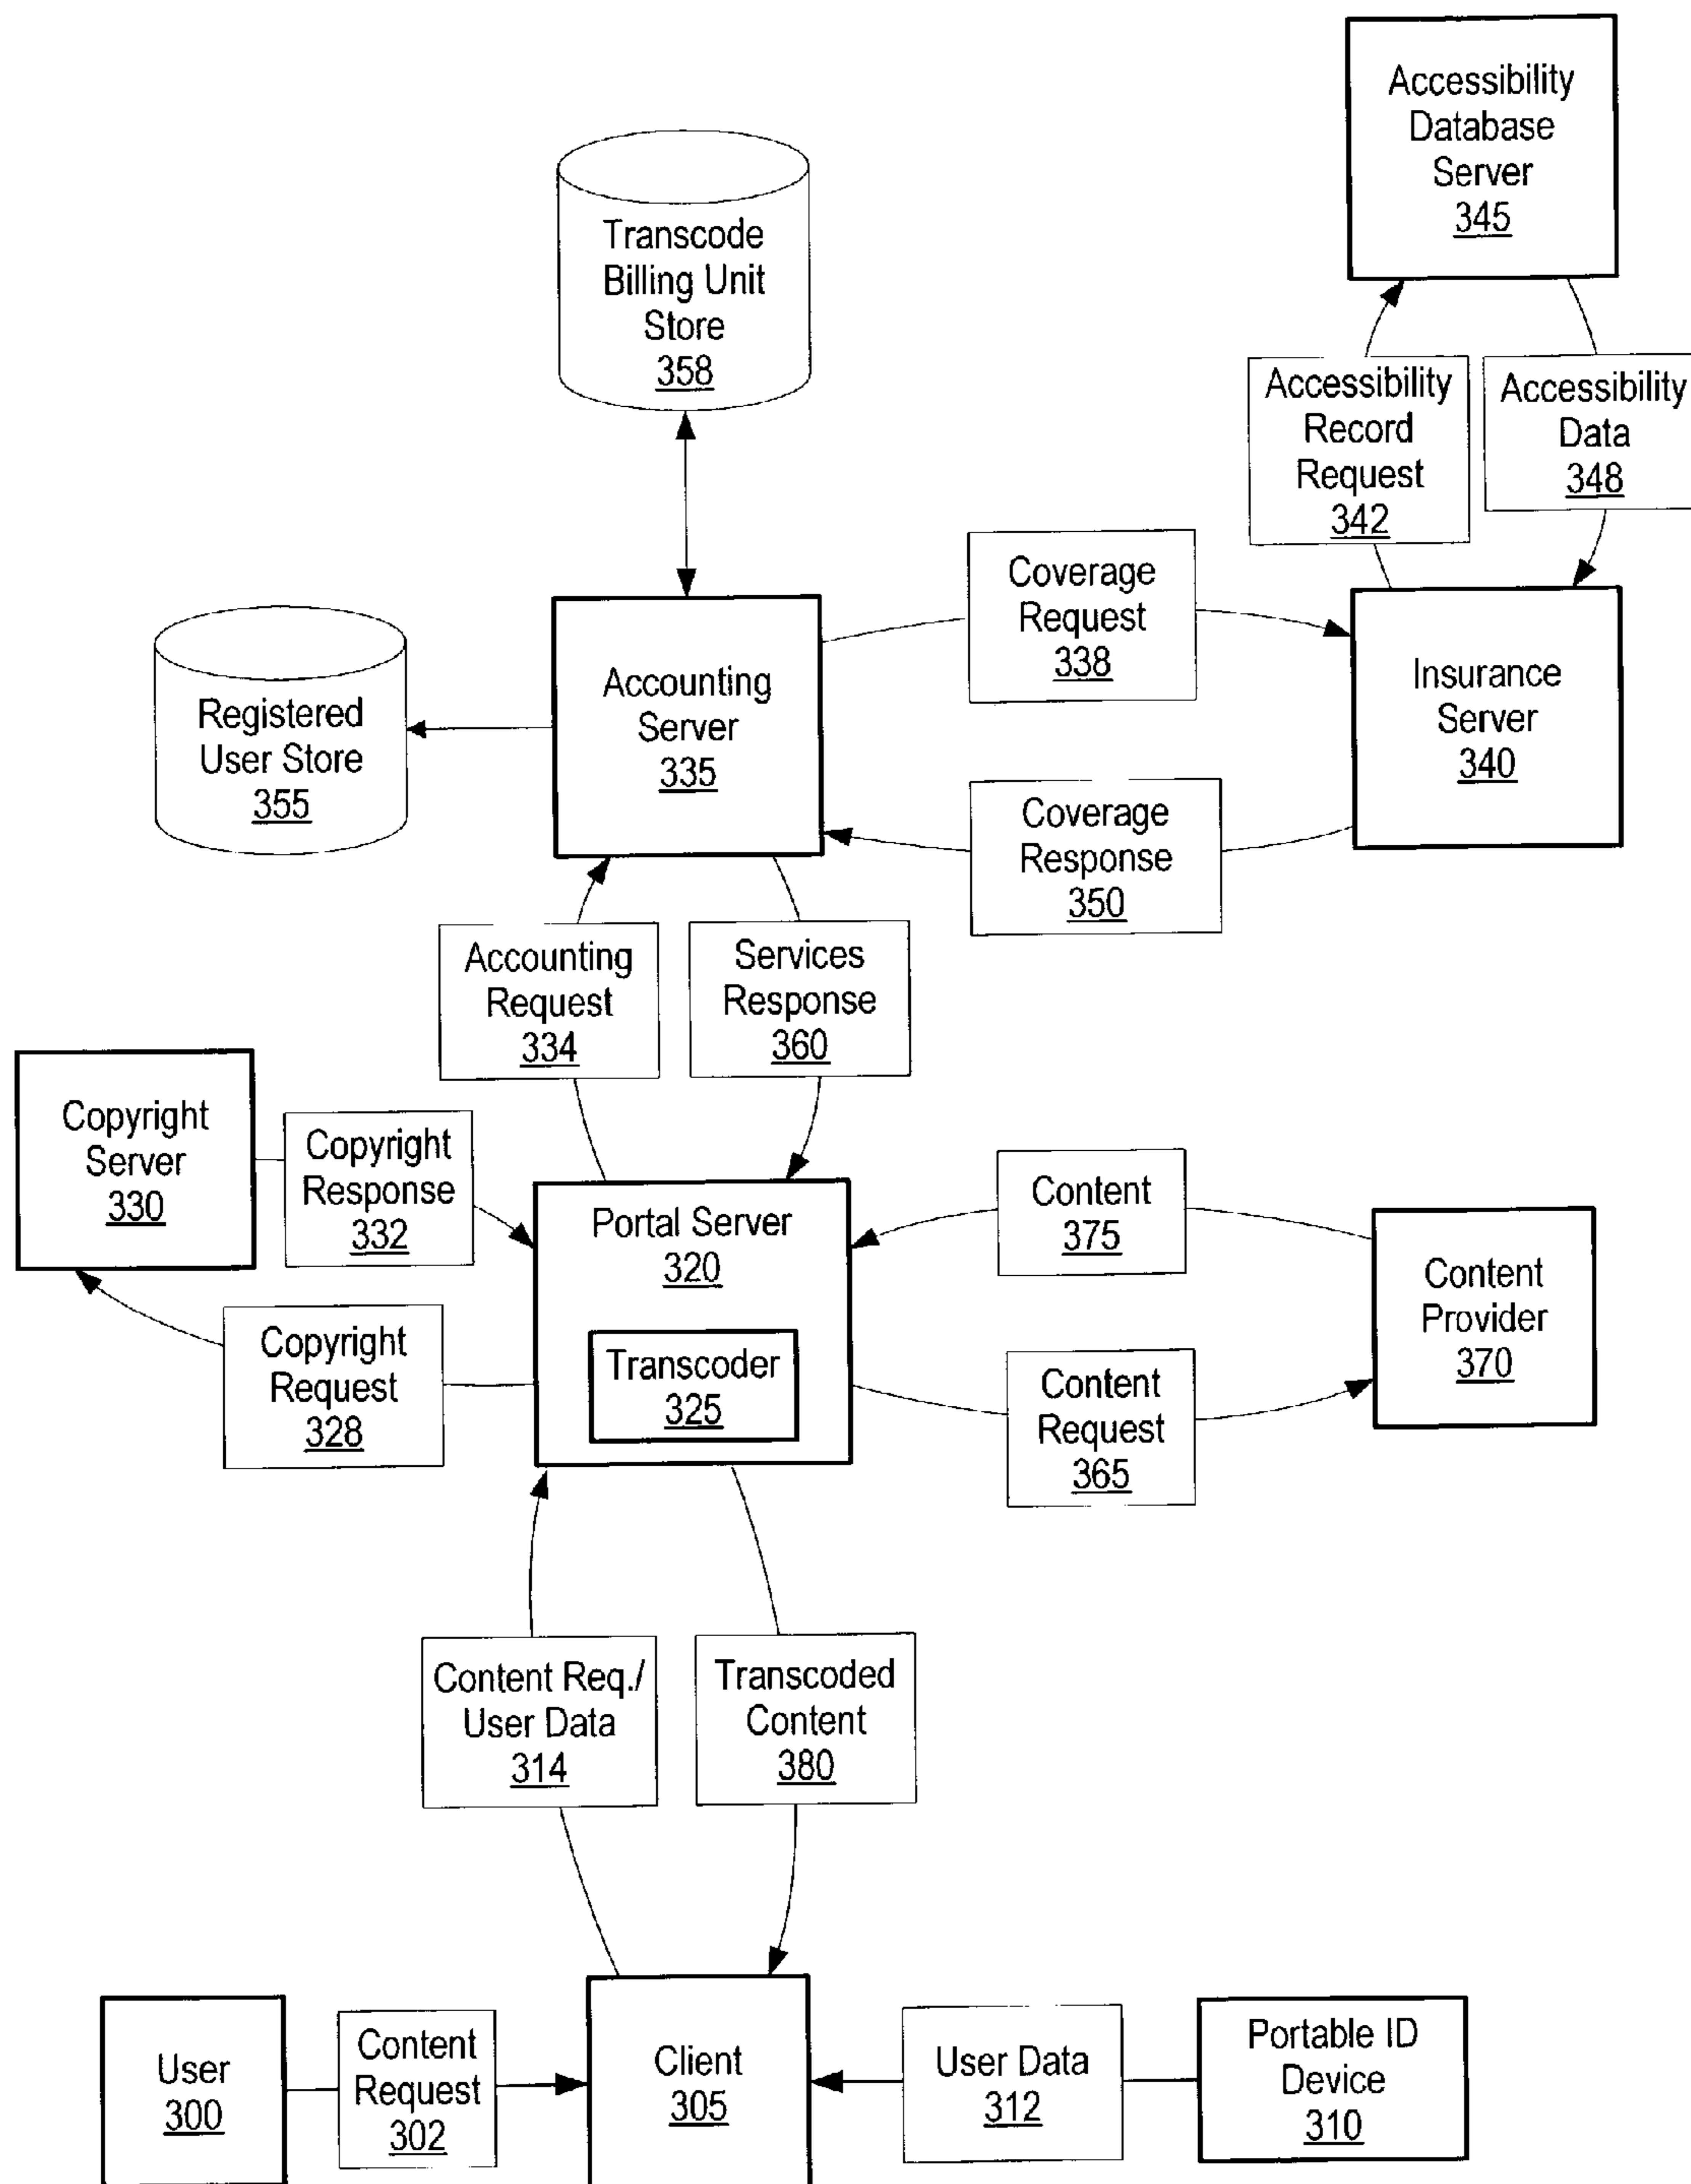 Accessibility
Database
Server
345
Transcode
Billing Unit
Store
358
Accessibility
Record
Request
342
Accessibility
Data
348
Coverage
Request
338
Registered
User Store
355
Accounting
Server
335
Insurance
Server
340
Coverage
Response
350
Accounting
Request
334
Services
Response
360
Copyright
Server
330
Copyright
Response
332
Portal Server
320
Content
375
Content
Provider
370
Copyright
Request
328
Transcoder
325
Content
Request
365
Content Req./
User Data
314
Transcoded
Content
380
User
300
Content
Request
302
Client
305
User Data
312
Portable ID
Device
310